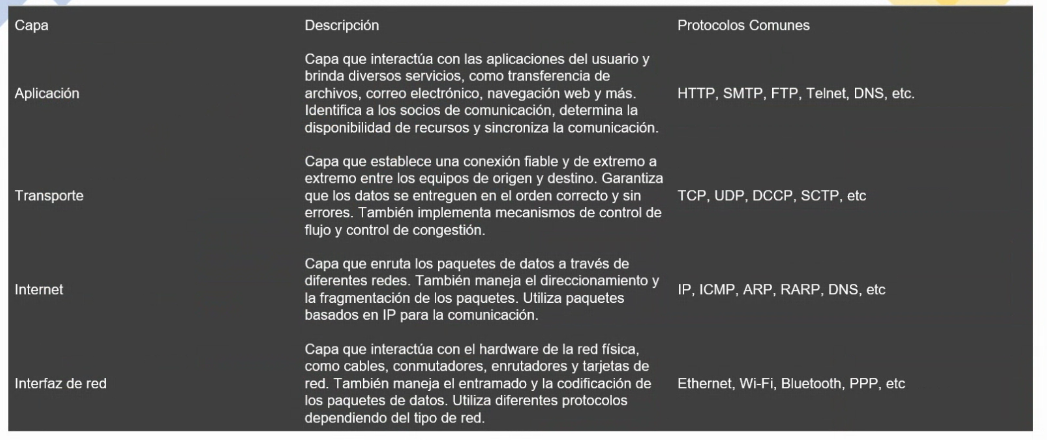 Capa Descripción Protocolos Comunes
Aplicación
Capa que interactúa con las aplicaciones del usuario y
brinda diversos servicios, como transferencia de
archivos, correo electrónico, navegación web y más.
Identifica a los socios de comunicación, determina la
disponibilidad de recursos y sincroniza la comunicación.
HTTP, SMTP, FTP, Telnet, DNS, etc.
Transporte
Capa que establece una conexión fiable y de extremo a
extremo entre los equipos de origen y destino. Garantiza
que los datos se entreguen en el orden correcto y sin
errores. También implementa mecanismos de control de
flujo y control de congestión.
TCP, UDP, DCCP, SCTP, etc
Internet
Capa que enruta los paquetes de datos a través de
diferentes redes. También maneja el direccionamiento y
la fragmentación de los paquetes. Utiliza paquetes
basados en IP para la comunicación.
IP, ICMP, ARP, RARP, DNS, etc
Interfaz de red
Capa que interactúa con el hardware de la red física,
como cables, conmutadores, enrutadores y tarjetas de
red. También maneja el entramado y la codificación de
los paquetes de datos. Utiliza diferentes protocolos
dependiendo del tipo de red.
Ethernet, Wi-Fi, Bluetooth, PPP, etc